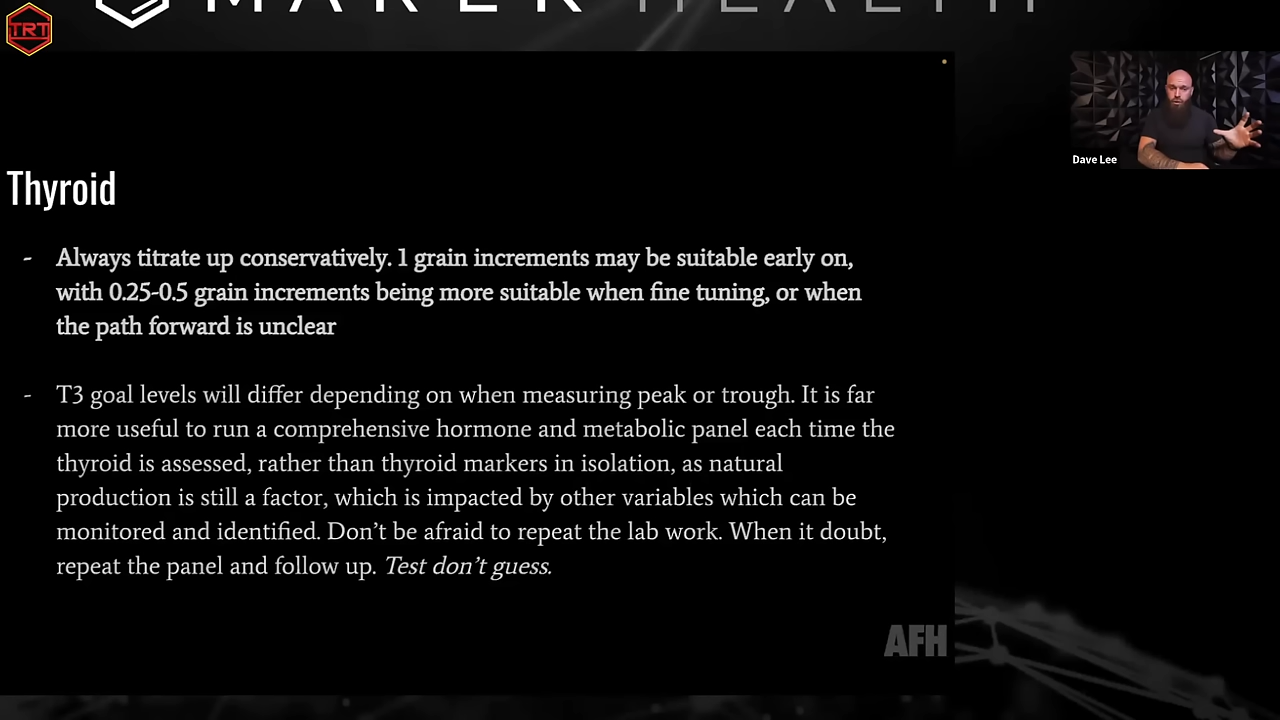 MAREK HEALTH
TRT
Dave Lee
Thyroid
- Always titrate up conservatively. 1 grain increments may be suitable early on,
with 0.25-0.5 grain increments being more suitable when fine tuning, or when
the path forward is unclear
- T3 goal levels will differ depending on when measuring peak or trough. It is far
more useful to run a comprehensive hormone and metabolic panel each time the
thyroid is assessed, rather than thyroid markers in isolation, as natural
production is still a factor, which is impacted by other variables which can be
monitored and identified. Don't be afraid to repeat the lab work. When it doubt,
repeat the panel and follow up. Test don't guess.
AFH